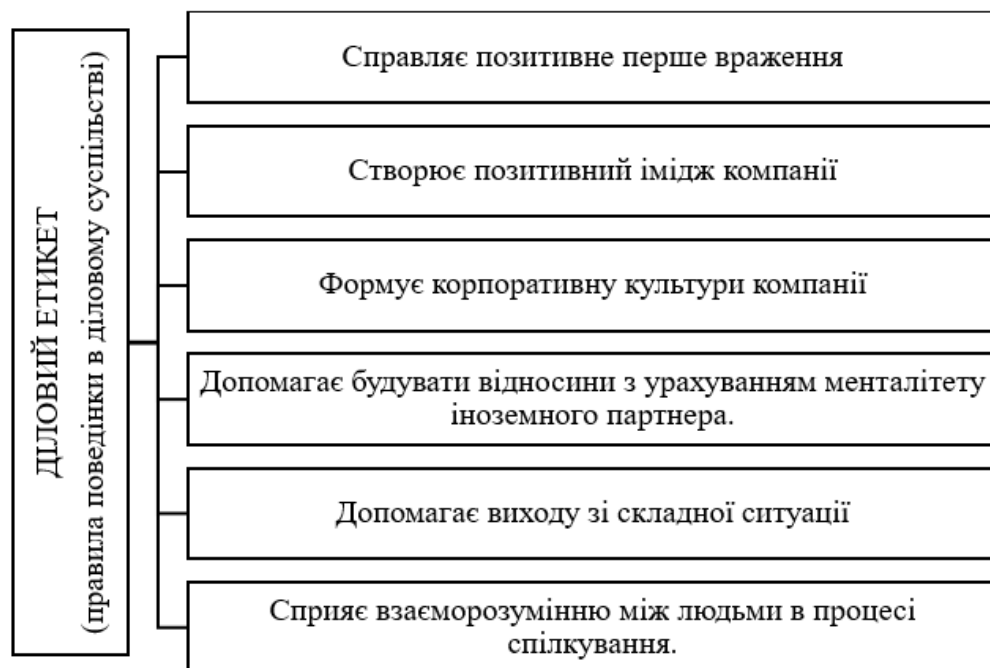 ДІЛОВИЙ ЕТИКЕТ
(правила поведінки в діловому суспільстві)
Справляє позитивне перше враження
Створює позитивний імідж компанії
Формує корпоративну культури компанії
Допомагає будувати відносини з урахуванням менталітету
іноземного партнера.
Допомагає виходу зі складної ситуації
Сприяє взаєморозумінню між людьми в процесі
спілкування.